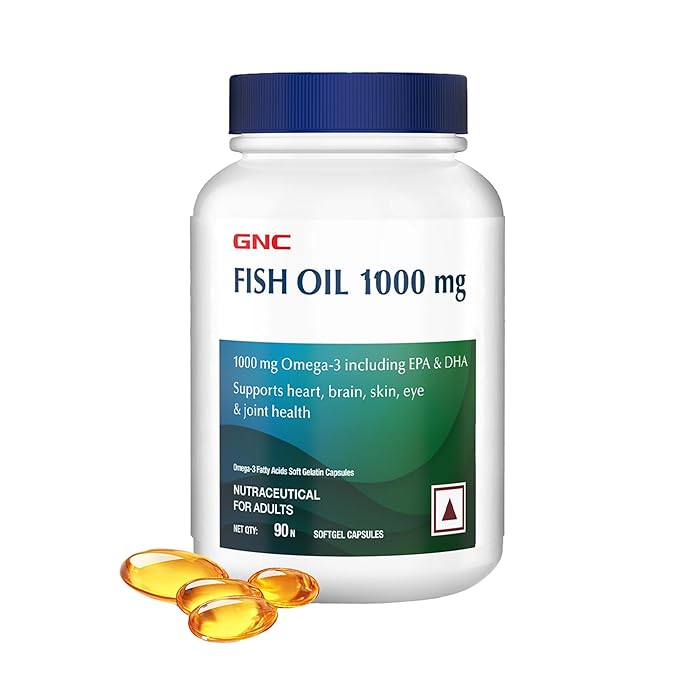 GNC
FISH OIL 1000 mg
1000 mg Omega-3 including EPA & DHA
Supports heart, brain, skin, eye
& joint health
Omega-3 Fatty Acids Soft Gelatin Capsules
NUTRACEUTICAL
FOR ADULTS
NET QTY: 90 N SOFTGEL CAPSULES